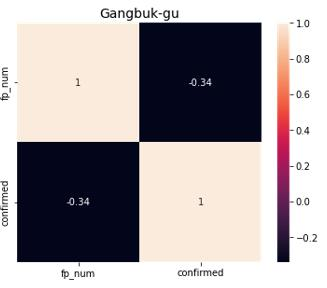 Gangbuk-gu
1.0
fp_num
1
-0.34
0.8
0.6
0.4
0.2
confirmed
-0.34
1
0.0
−0.2
fp_num
confirmed